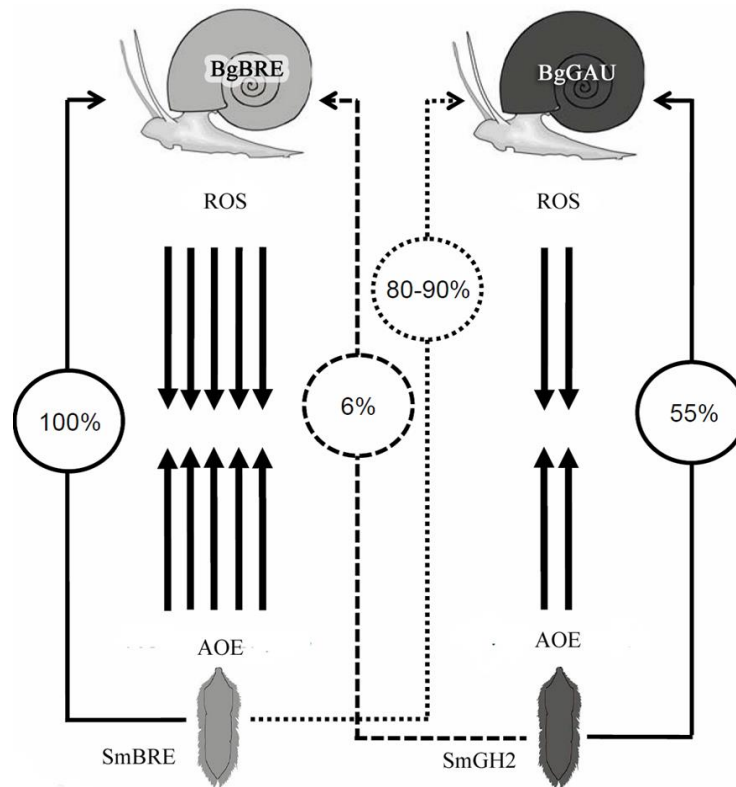 BgBRE
BgGAU
ROS
ROS
80-90%
100%
6%
55%
AOE
AOE
SmBRE
SmGH2